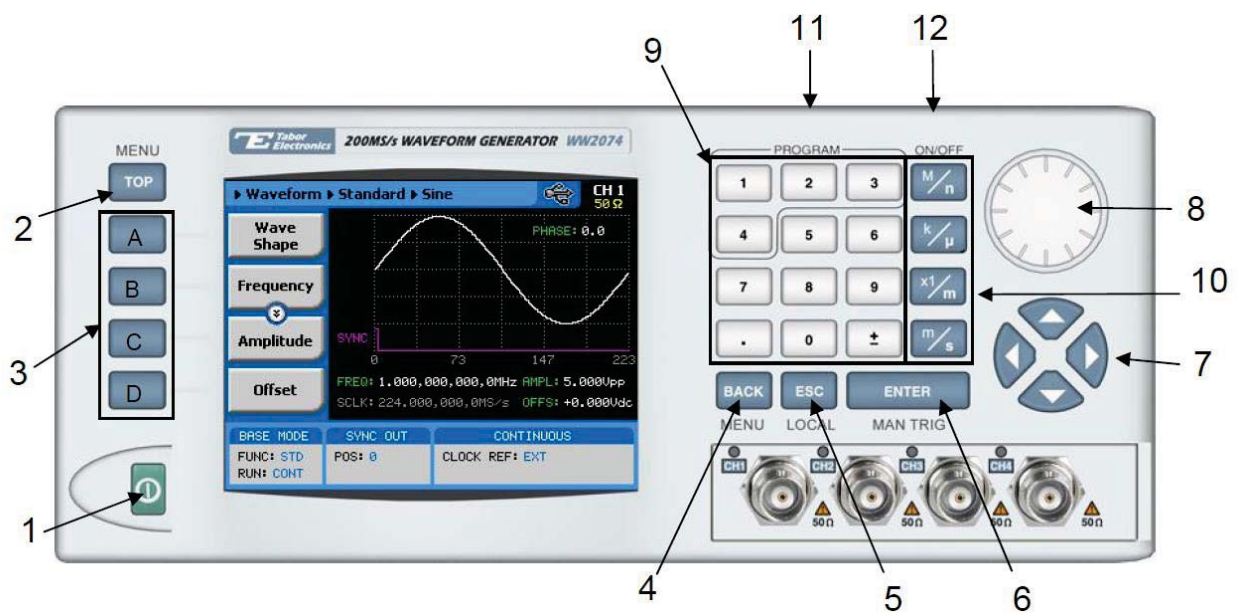 11
12
9
Tabor
Electronics
200MS/s WAVEFORM GENERATOR WW2074
MENU
TOP
2
A
B
C
D
3
1
Waveform Standard Sine
CH 1
50Ω
Wave
Shape
Frequency
Amplitude
Offset
PHASE: 0.0
SYNC
0 73 147 223
FREQ: 1.000,000,000,0MHz AMPL: 5.000Vpp
SCLK: 224.000,000,0MS/s OFFS: +0.000Vdc
BASE MODE SYNC OUT CONTINUOUS
FUNC: STD POS: 0 CLOCK REF: EXT
RUN: CONT
PROGRAM ON/OFF
1 2 3 M/n
4 5 6 k/µ
7 8 9 x1/m
. 0 ± m/s
8
10
7
BACK ESC ENTER
MENU LOCAL MAN TRIG
CH1 CH2 CH3 CH4
50Ω 50Ω 50Ω 50Ω
4
5
6